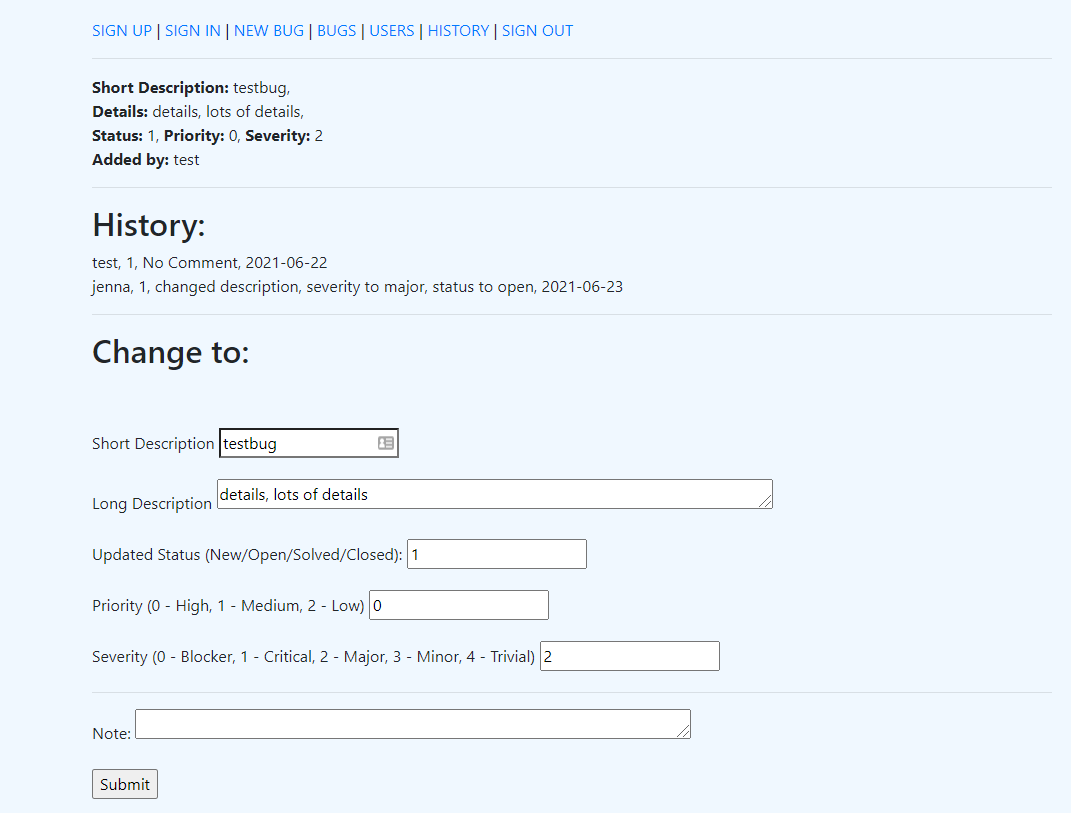 SIGN UP | SIGN IN | NEW BUG | BUGS | USERS | HISTORY | SIGN OUT
Short Description: testbug,
Details: details, lots of details,
Status: 1, Priority: 0, Severity: 2
Added by: test
History:
test, 1, No Comment, 2021-06-22
jenna, 1, changed description, severity to major, status to open, 2021-06-23
Change to:
Short Description testbug
Long Description details, lots of details
Updated Status (New/Open/Solved/Closed): 1
Priority (0 - High, 1 - Medium, 2 - Low) 0
Severity (0 - Blocker, 1 - Critical, 2 - Major, 3 - Minor, 4 - Trivial) 2
Note:
Submit